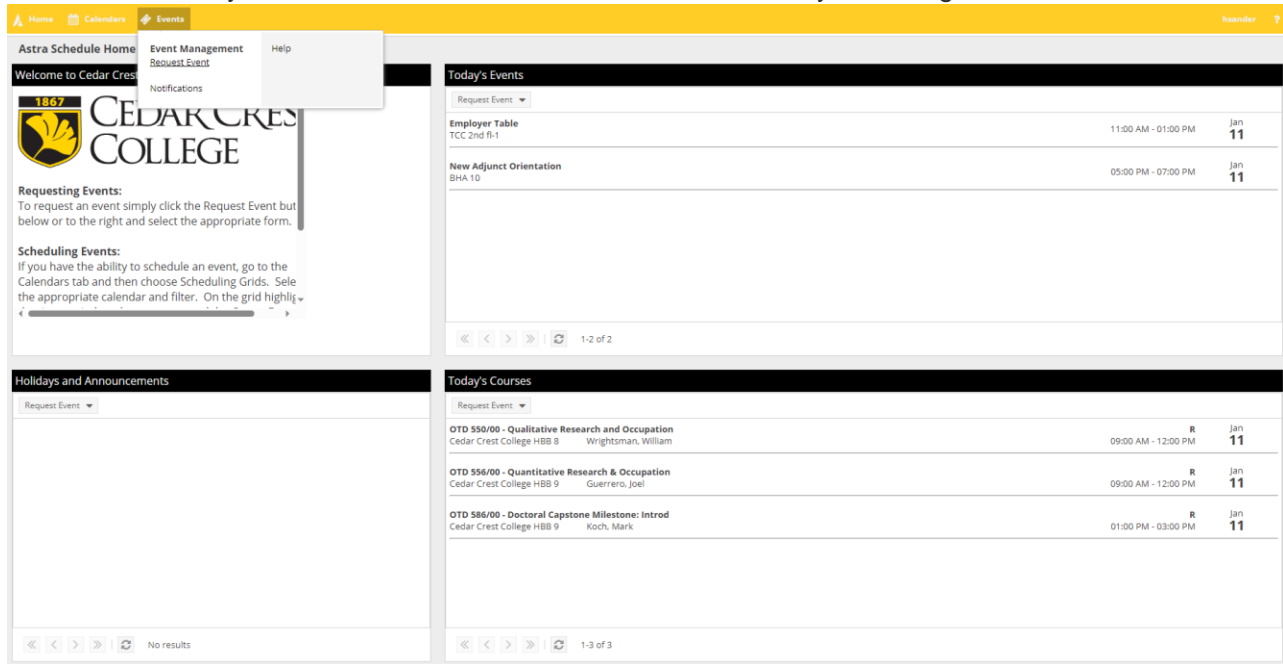 Home Calendars Events hsander ?
Astra Schedule Home
Event Management Help
Request Event
Notifications
Welcome to Cedar Crest
1867
CEDAR CRES
COLLEGE
Requesting Events:
To request an event simply click the Request Event but
below or to the right and select the appropriate form.
Scheduling Events:
If you have the ability to schedule an event, go to the
Calendars tab and then choose Scheduling Grids. Sele
the appropriate calendar and filter. On the grid highlig
Today's Events
Request Event
Employer Table
TCC 2nd fl-1
11:00 AM - 01:00 PM
Jan
11
New Adjunct Orientation
BHA 10
05:00 PM - 07:00 PM
Jan
11
1-2 of 2
Holidays and Announcements
Request Event
No results
Today's Courses
Request Event
OTD 550/00 - Qualitative Research and Occupation
Cedar Crest College HBB 8 Wrightsman, William
R
09:00 AM - 12:00 PM
Jan
11
OTD 556/00 - Quantitative Research & Occupation
Cedar Crest College HBB 9 Guerrero, Joel
R
09:00 AM - 12:00 PM
Jan
11
OTD 586/00 - Doctoral Capstone Milestone: Introd
Cedar Crest College HBB 9 Koch, Mark
R
01:00 PM - 03:00 PM
Jan
11
1-3 of 3